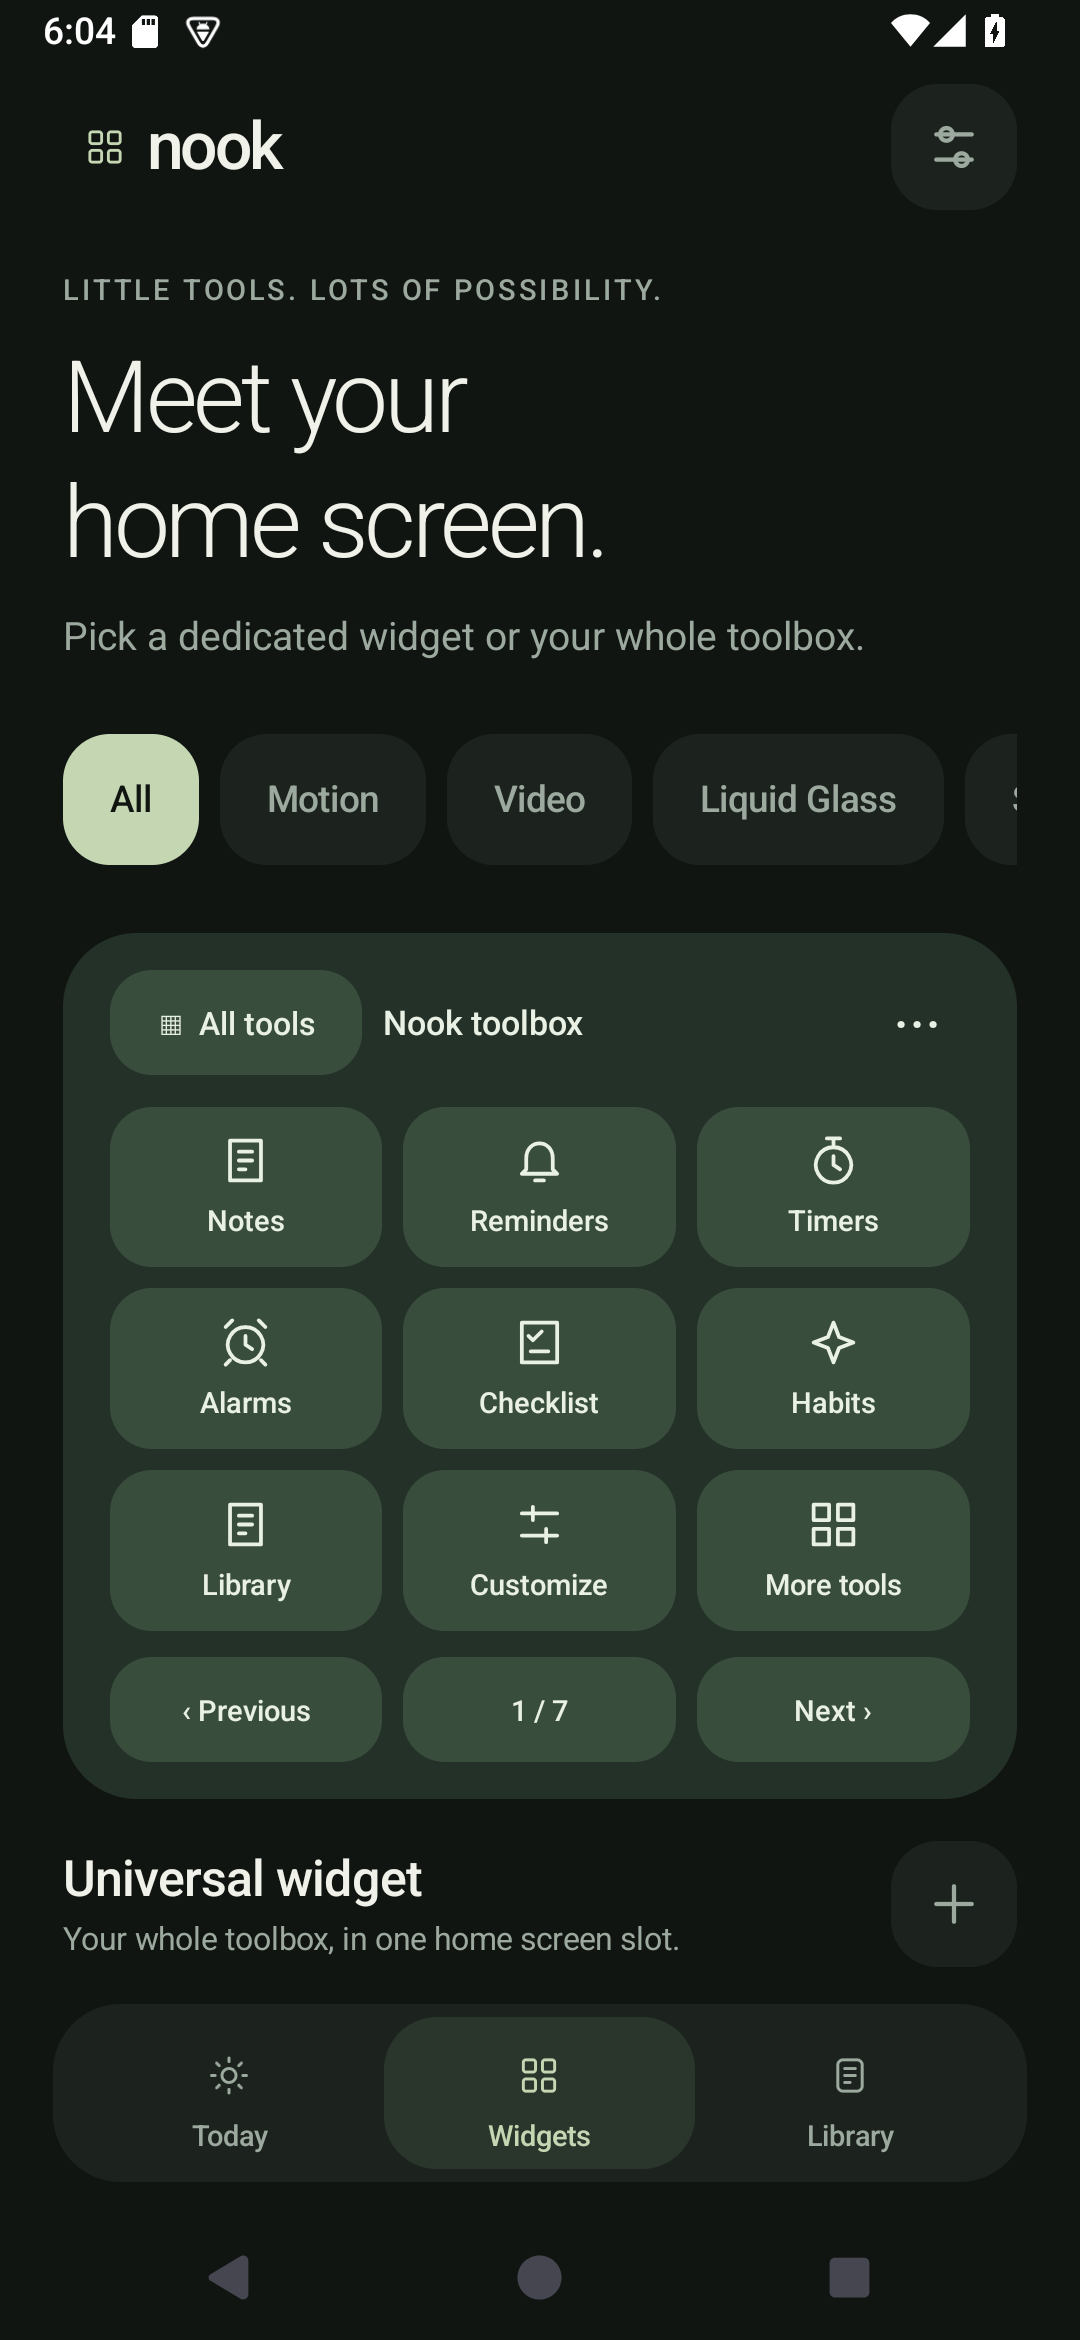 6:04
nook
LITTLE TOOLS. LOTS OF POSSIBILITY.
Meet your
home screen.
Pick a dedicated widget or your whole toolbox.
All
Motion
Video
Liquid Glass
All tools
Nook toolbox
Notes
Reminders
Timers
Alarms
Checklist
Habits
Library
Customize
More tools
‹ Previous
1 / 7
Next ›
Universal widget
Your whole toolbox, in one home screen slot.
Today
Widgets
Library